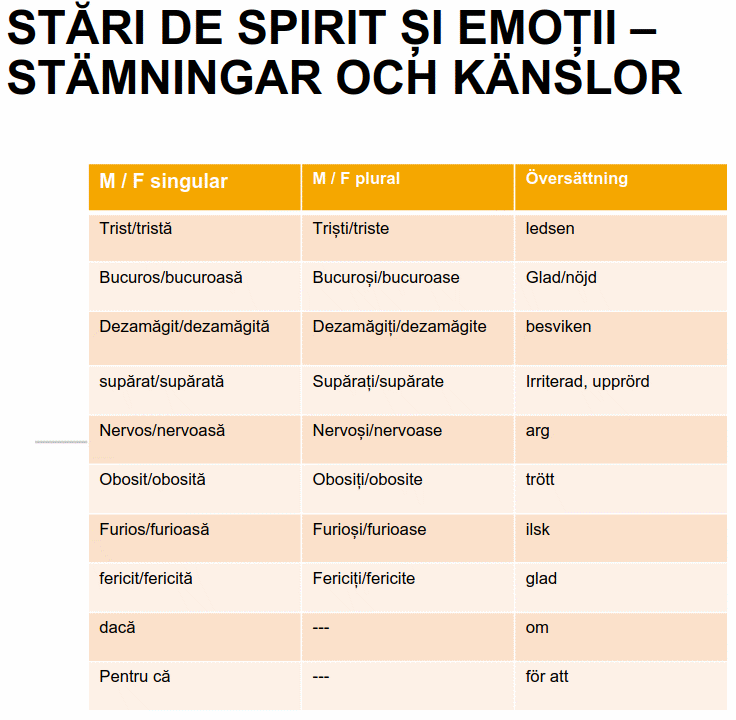 STĂRI DE SPIRIT ȘI EMOȚII –
STÄMNINGAR OCH KÄNSLOR
M / F singular M / F plural Översättning
Trist/tristă Triști/triste ledsen
Bucuros/bucuroasă Bucuroși/bucuroase Glad/nöjd
Dezamăgit/dezamăgită Dezamăgiți/dezamăgite besviken
supărat/supărată Supărați/supărate Irriterad, upprörd
Nervos/nervoasă Nervoși/nervoase arg
Obosit/obosită Obosiți/obosite trött
Furios/furioasă Furioși/furioase ilsk
fericit/fericită Fericiți/fericite glad
dacă --- om
Pentru că --- för att